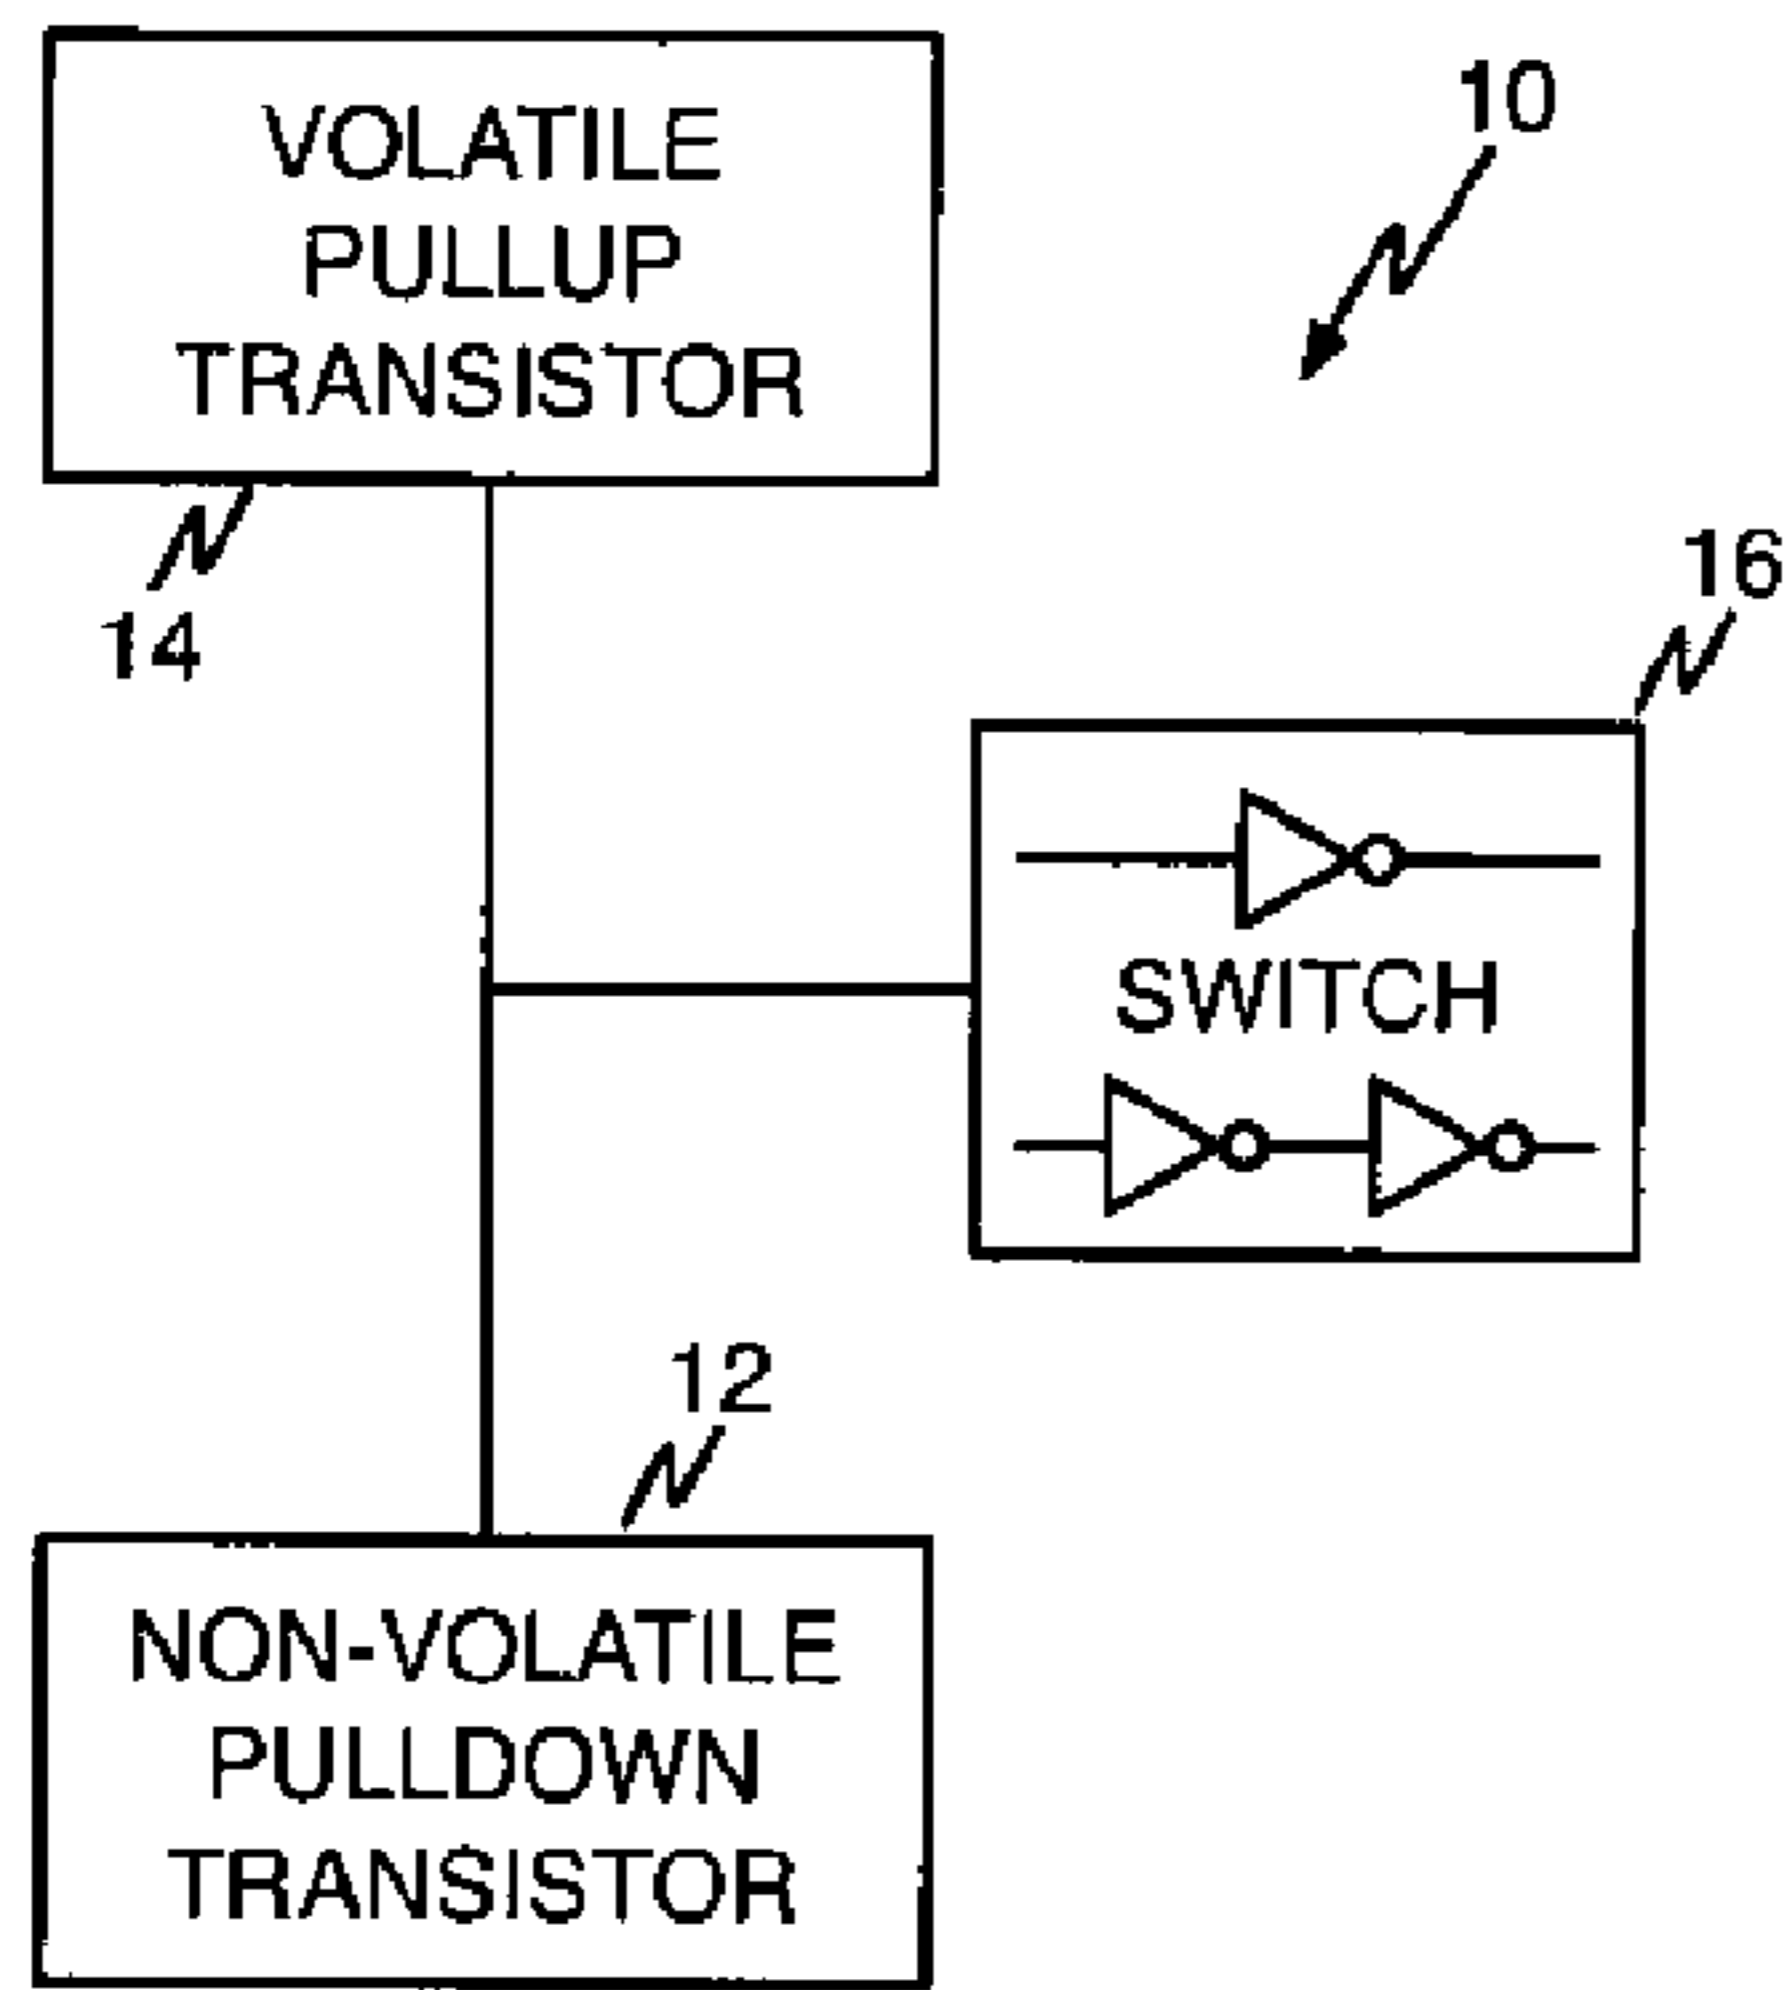 VOLATILE
PULLUP
TRANSISTOR
10
14
16
SWITCH
12
NON-VOLATILE
PULLDOWN
TRANSISTOR